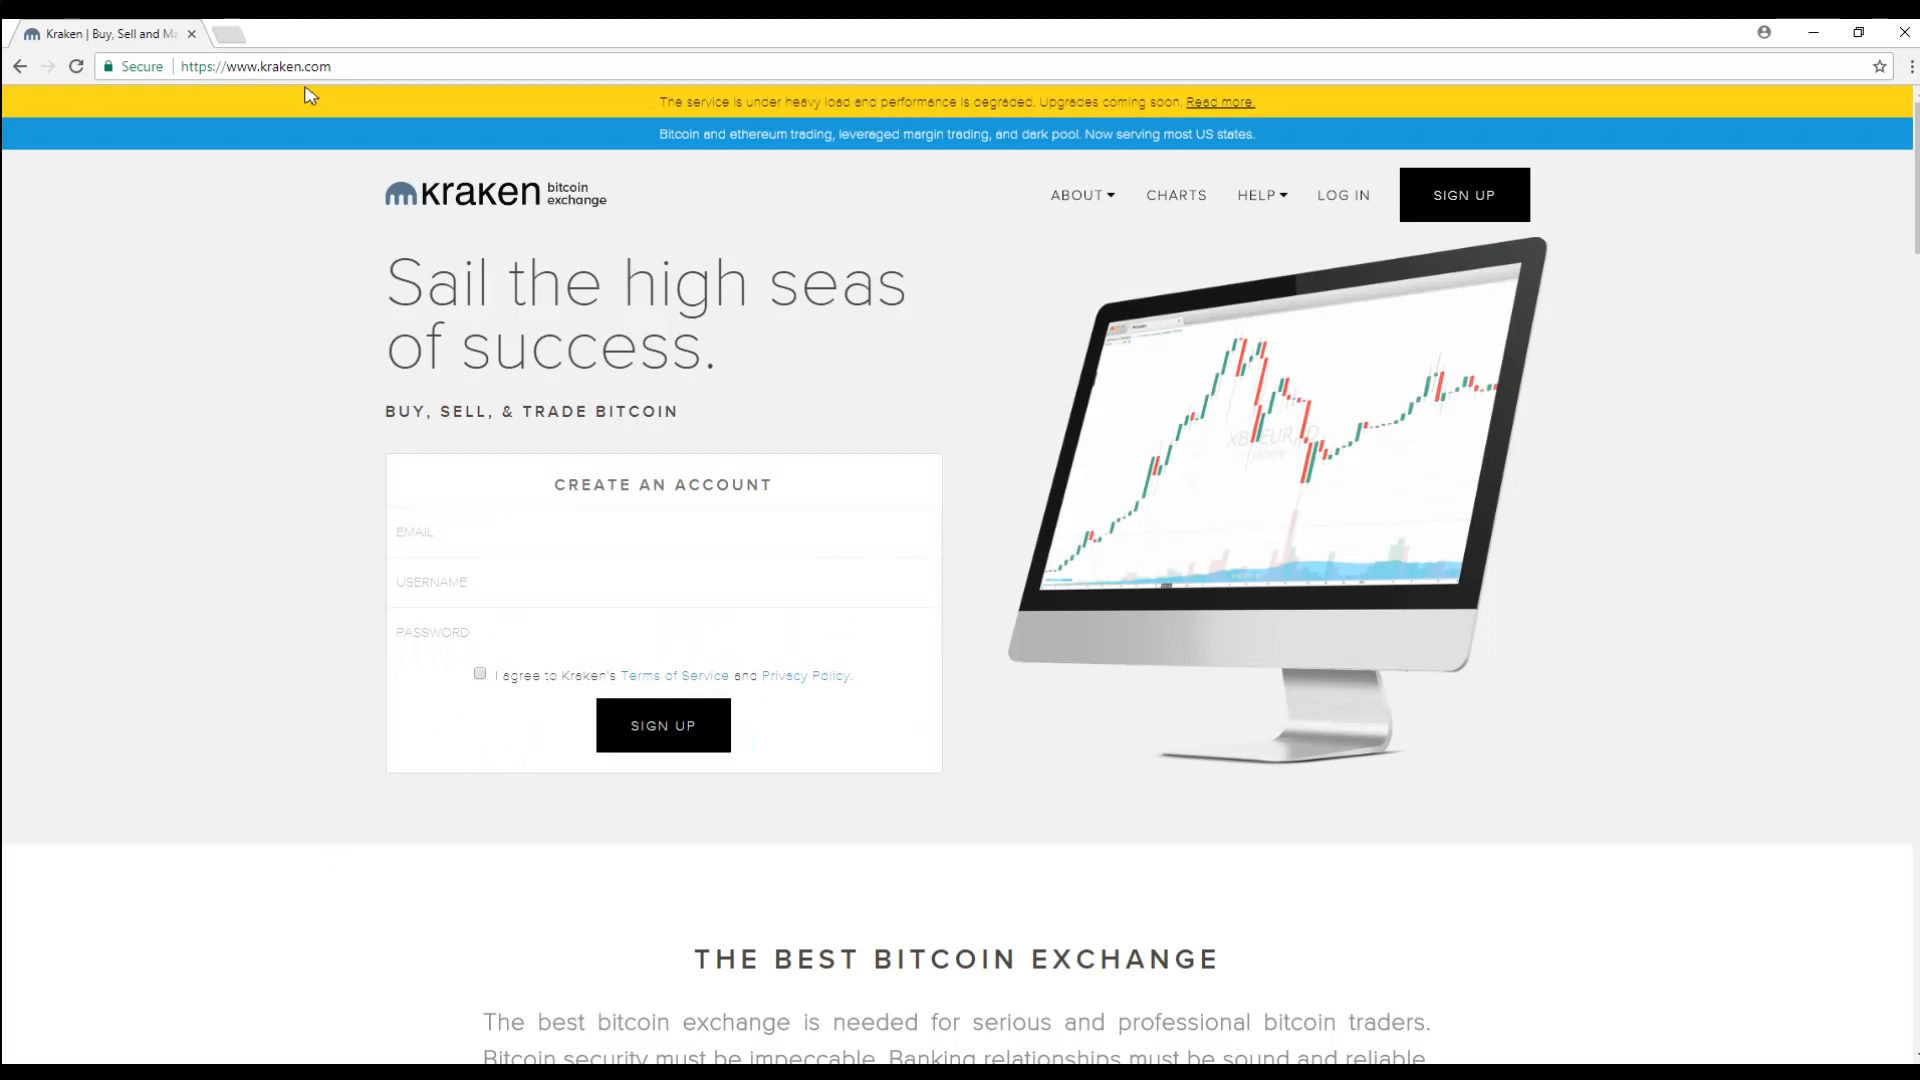 Kraken | Buy, Sell and Ma
Secure
https://www.kraken.com
The service is under heavy load and performance is degraded. Upgrades coming soon. Read more.
Bitcoin and ethereum trading, leveraged margin trading, and dark pool. Now serving most US states.
kraken bitcoin exchange
ABOUT
CHARTS
HELP
LOG IN
SIGN UP
Sail the high seas
of success.
BUY, SELL, & TRADE BITCOIN
CREATE AN ACCOUNT
EMAIL
USERNAME
PASSWORD
I agree to Kraken's Terms of Service and Privacy Policy.
SIGN UP
THE BEST BITCOIN EXCHANGE
The best bitcoin exchange is needed for serious and professional bitcoin traders.
Bitcoin security must be impeccable. Banking relationships must be sound and reliable.